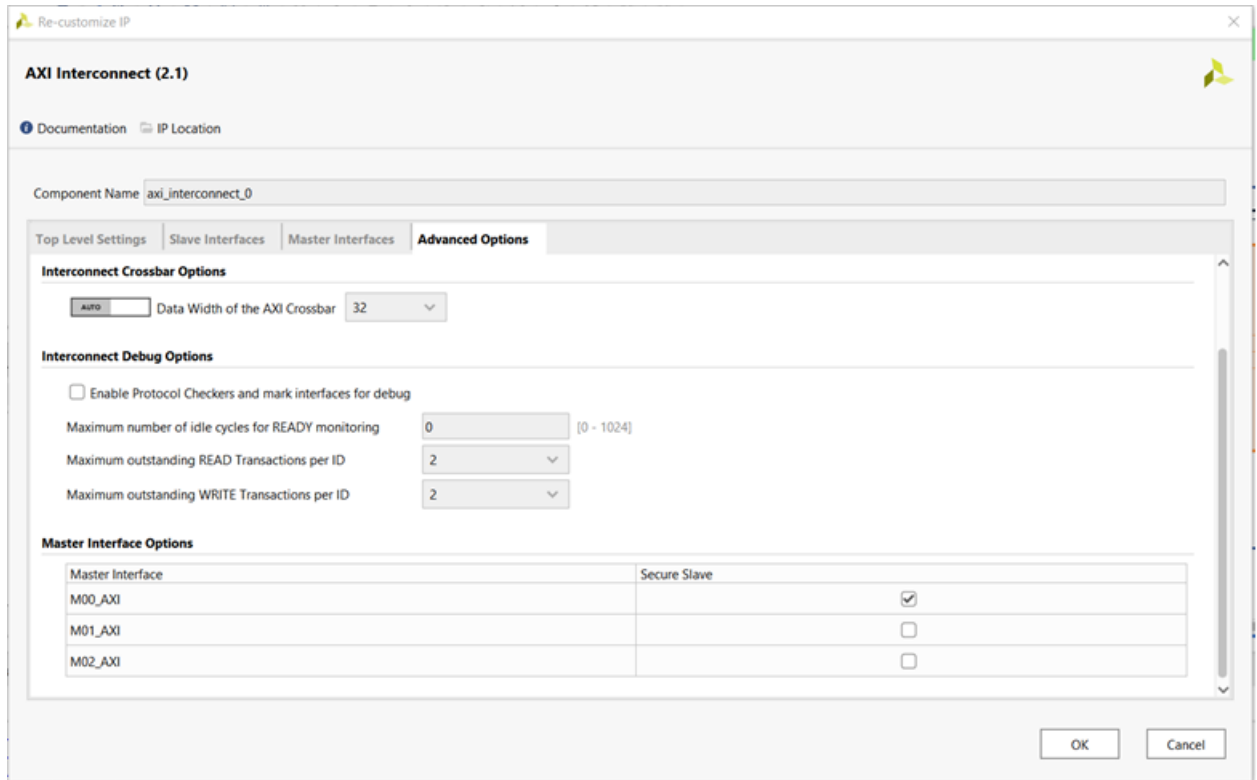 Re-customize IP
AXI Interconnect (2.1)
Documentation IP Location
Component Name axi_interconnect_0
Top Level Settings Slave Interfaces Master Interfaces Advanced Options
Interconnect Crossbar Options
AUTO Data Width of the AXI Crossbar 32
Interconnect Debug Options
Enable Protocol Checkers and mark interfaces for debug
Maximum number of idle cycles for READY monitoring 0 [0 - 1024]
Maximum outstanding READ Transactions per ID 2
Maximum outstanding WRITE Transactions per ID 2
Master Interface Options
Master Interface Secure Slave
M00_AXI
M01_AXI
M02_AXI
OK Cancel